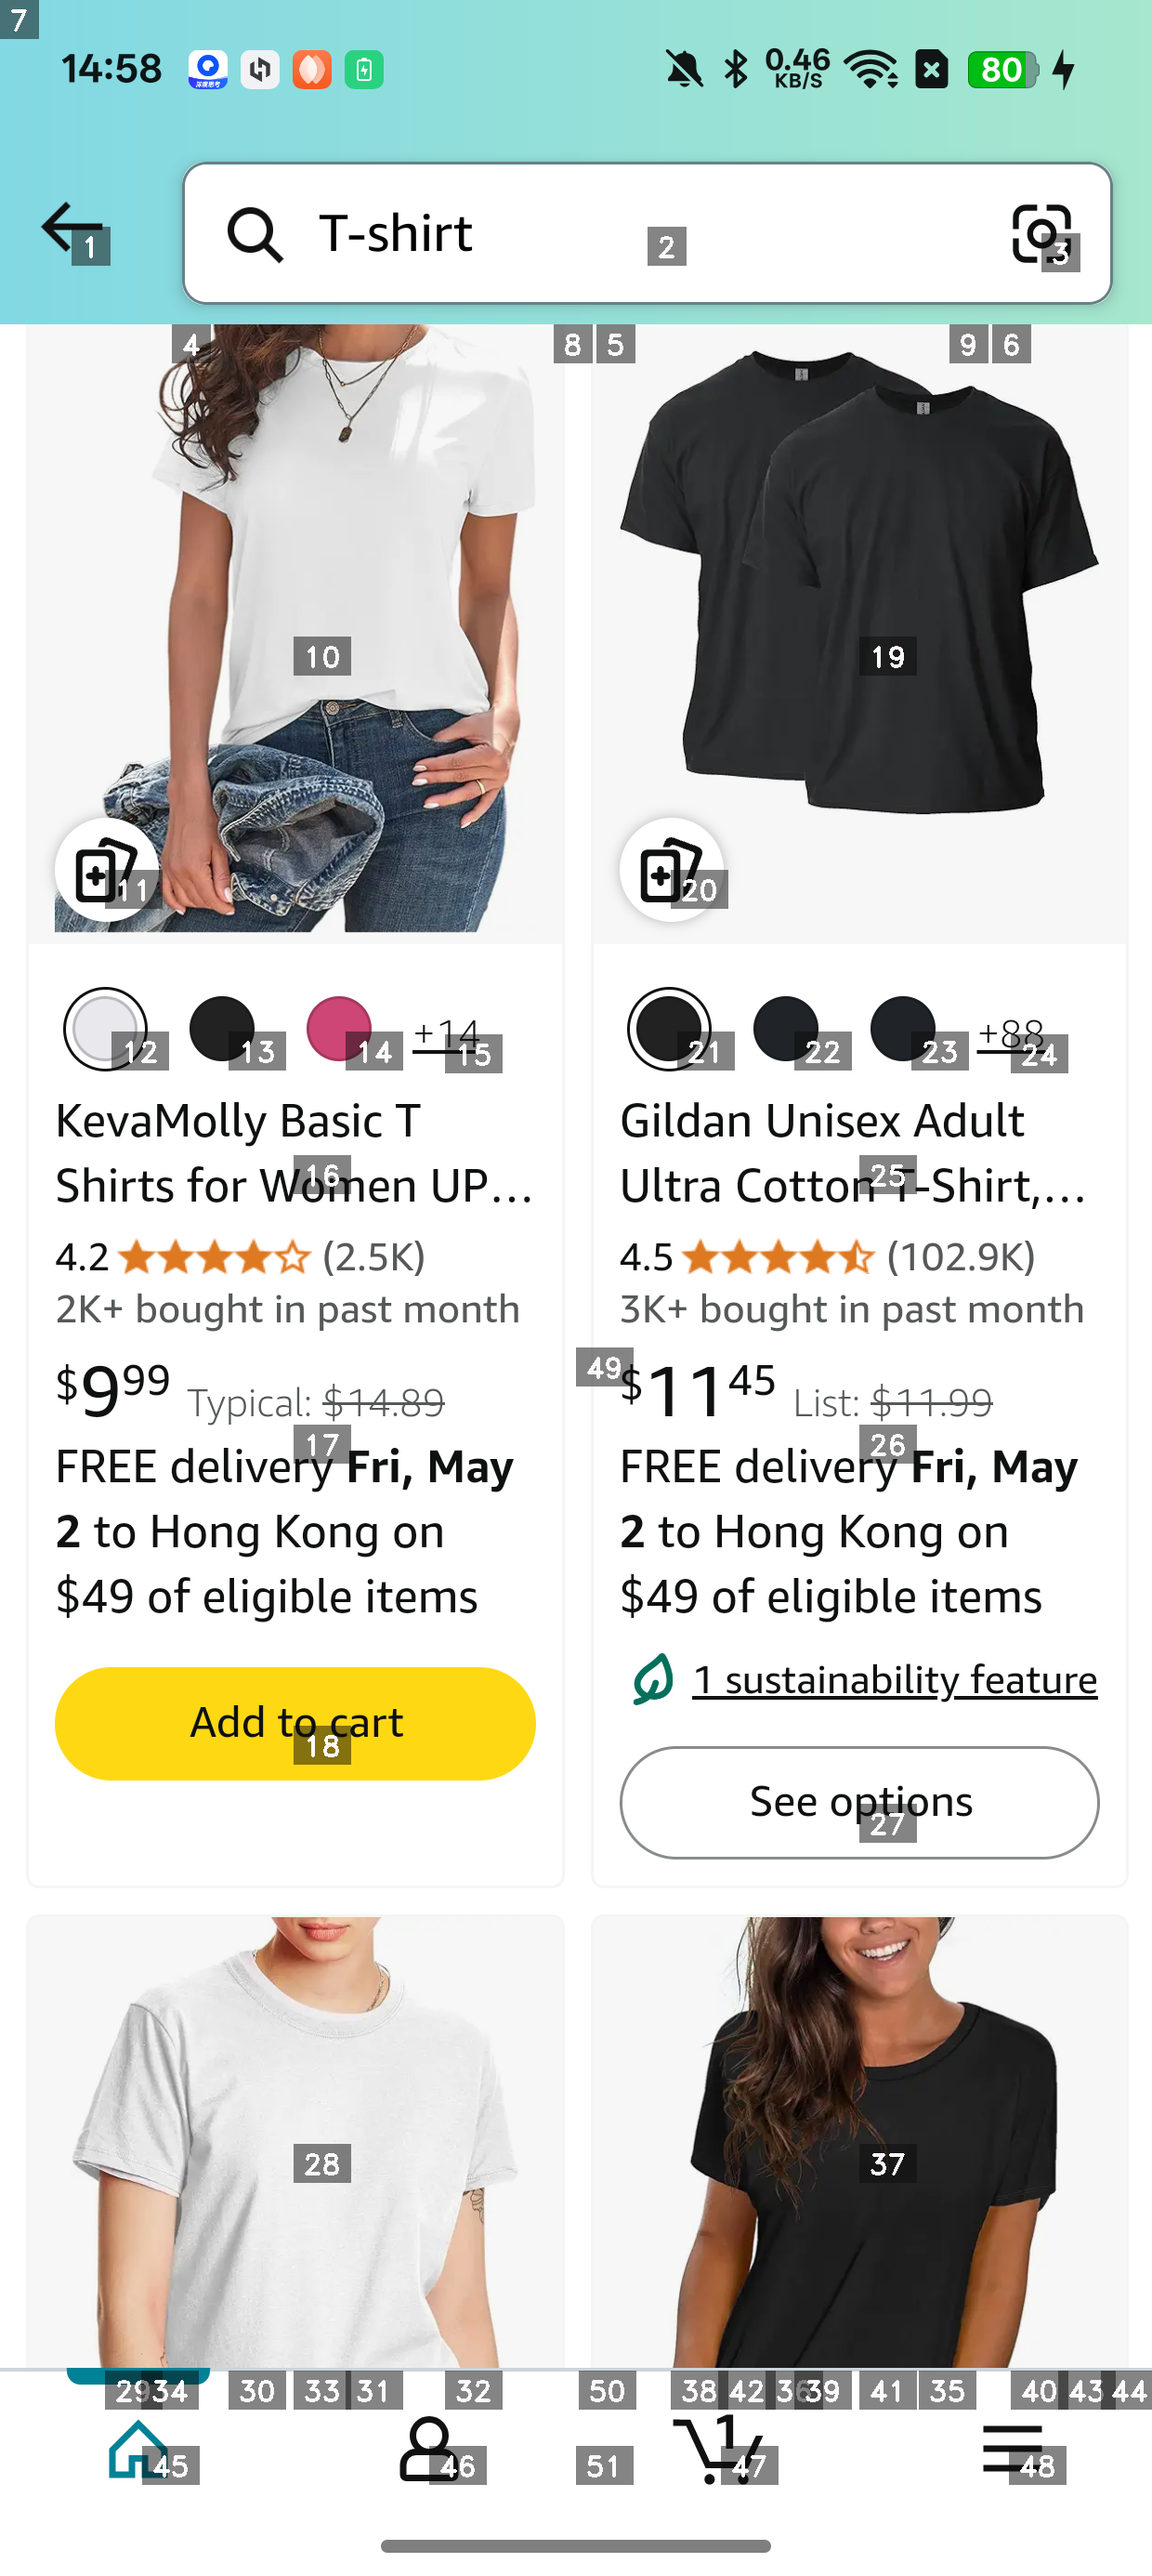 7
14:58
0.46
KB/S
80
T-shirt
1
2
3
4
8
5
9
6
10
19
11
20
+14
+88
12
13
14
15
21
22
23
24
KevaMolly Basic T
Shirts for Women UP...
16
Gildan Unisex Adult
Ultra Cotton T-Shirt,...
25
4.2 (2.5K)
4.5 (102.9K)
2K+ bought in past month
3K+ bought in past month
49
$9.99 Typical: $14.89
$11.45 List: $11.99
17
26
FREE delivery Fri, May
2 to Hong Kong on
$49 of eligible items
FREE delivery Fri, May
2 to Hong Kong on
$49 of eligible items
1 sustainability feature
Add to cart
18
See options
27
28
37
29 34 30 33 31 32 50 38 42 39 41 35 40 43 44
1
45
46
51
47
48